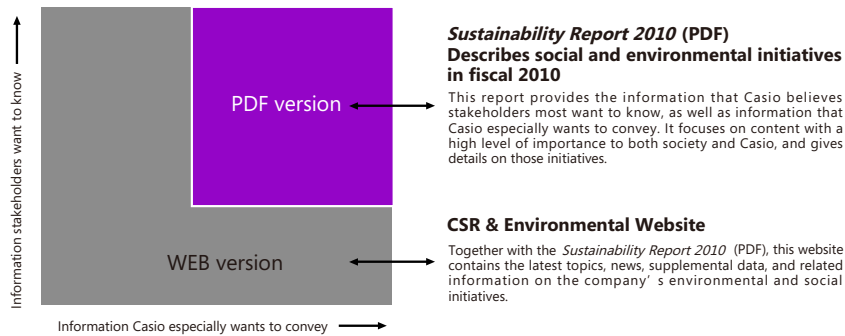 Information stakeholders want to know
PDF version
WEB version
Information Casio especially wants to convey
Sustainability Report 2010 (PDF)
Describes social and environmental initiatives
in fiscal 2010
This report provides the information that Casio believes
stakeholders most want to know, as well as information that
Casio especially wants to convey. It focuses on content with a
high level of importance to both society and Casio, and gives
details on those initiatives.
CSR & Environmental Website
Together with the Sustainability Report 2010 (PDF), this website
contains the latest topics, news, supplemental data, and related
information on the company’s environmental and social
initiatives.